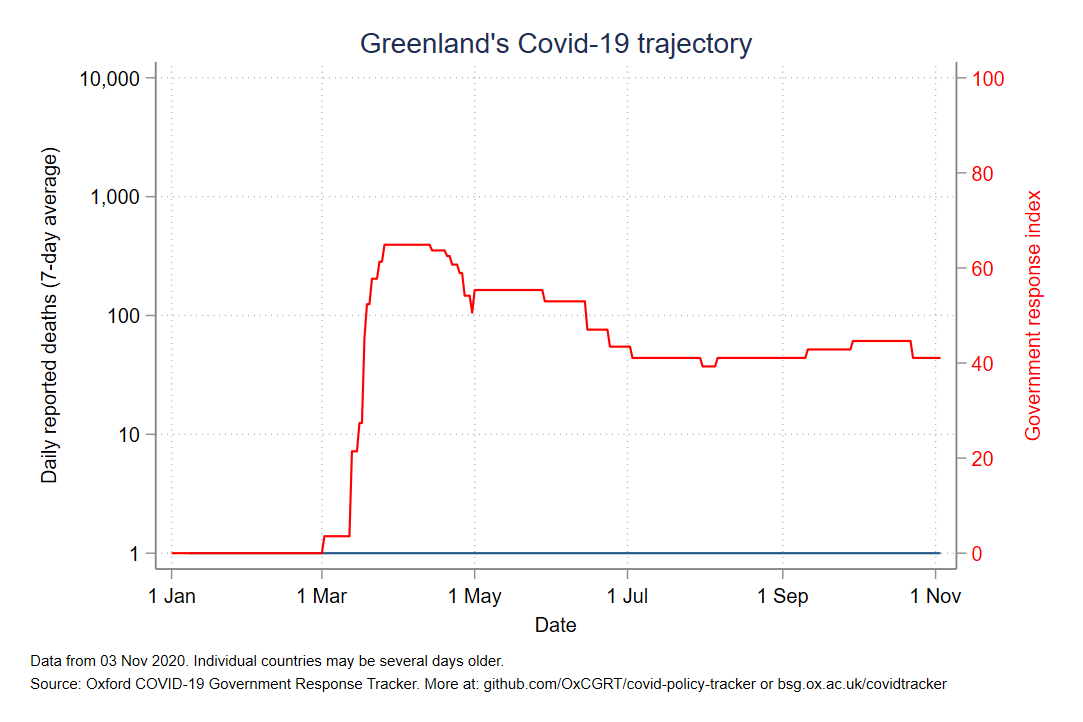 Greenland's Covid-19 trajectory
Daily reported deaths (7-day average)
10,000
1,000
100
10
1
100
80
60
40
20
0
Government response index
1 Jan
1 Mar
1 May
1 Jul
1 Sep
1 Nov
Date
Data from 03 Nov 2020. Individual countries may be several days older.
Source: Oxford COVID-19 Government Response Tracker. More at: github.com/OxCGRT/covid-policy-tracker or bsg.ox.ac.uk/covidtracker